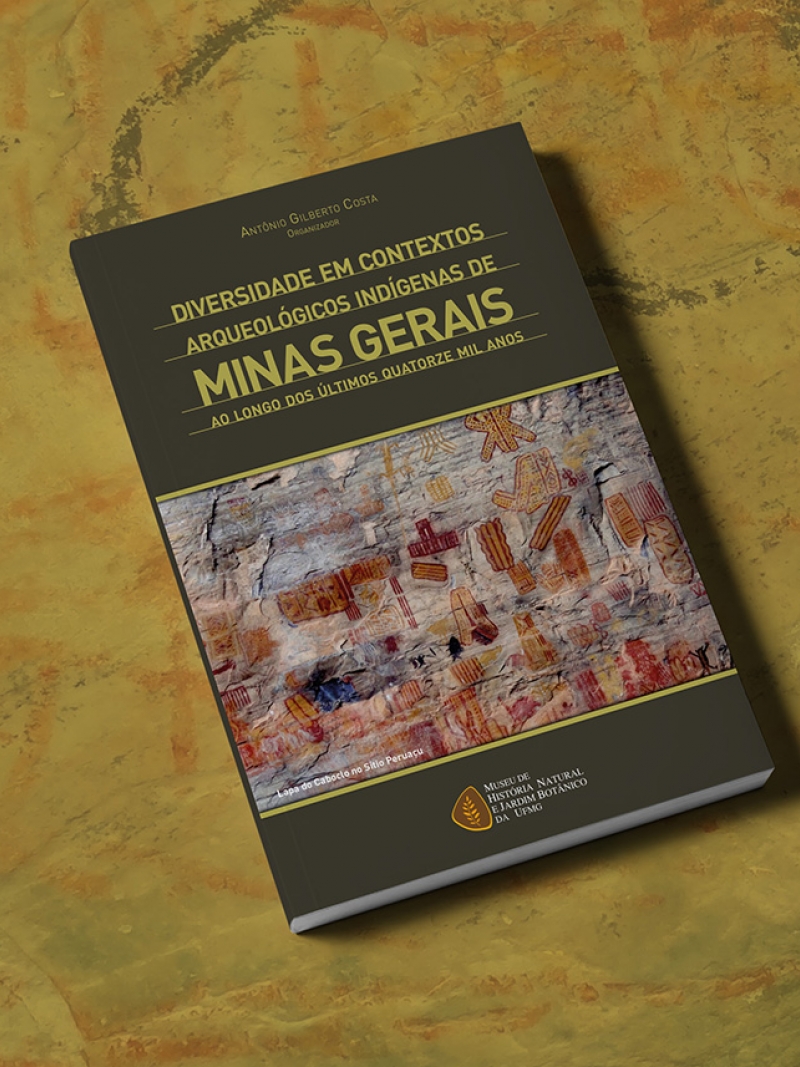 ANTÔNIO GILBERTO COSTA
ORGANIZADOR
DIVERSIDADE EM CONTEXTOS
ARQUEOLÓGICOS INDÍGENAS DE
MINAS GERAIS
AO LONGO DOS ÚLTIMOS QUATORZE MIL ANOS
Lapa do Caboclo no Sítio Peruaçu
MUSEU DE
HISTÓRIA NATURAL
E JARDIM BOTÂNICO
DA UFMG